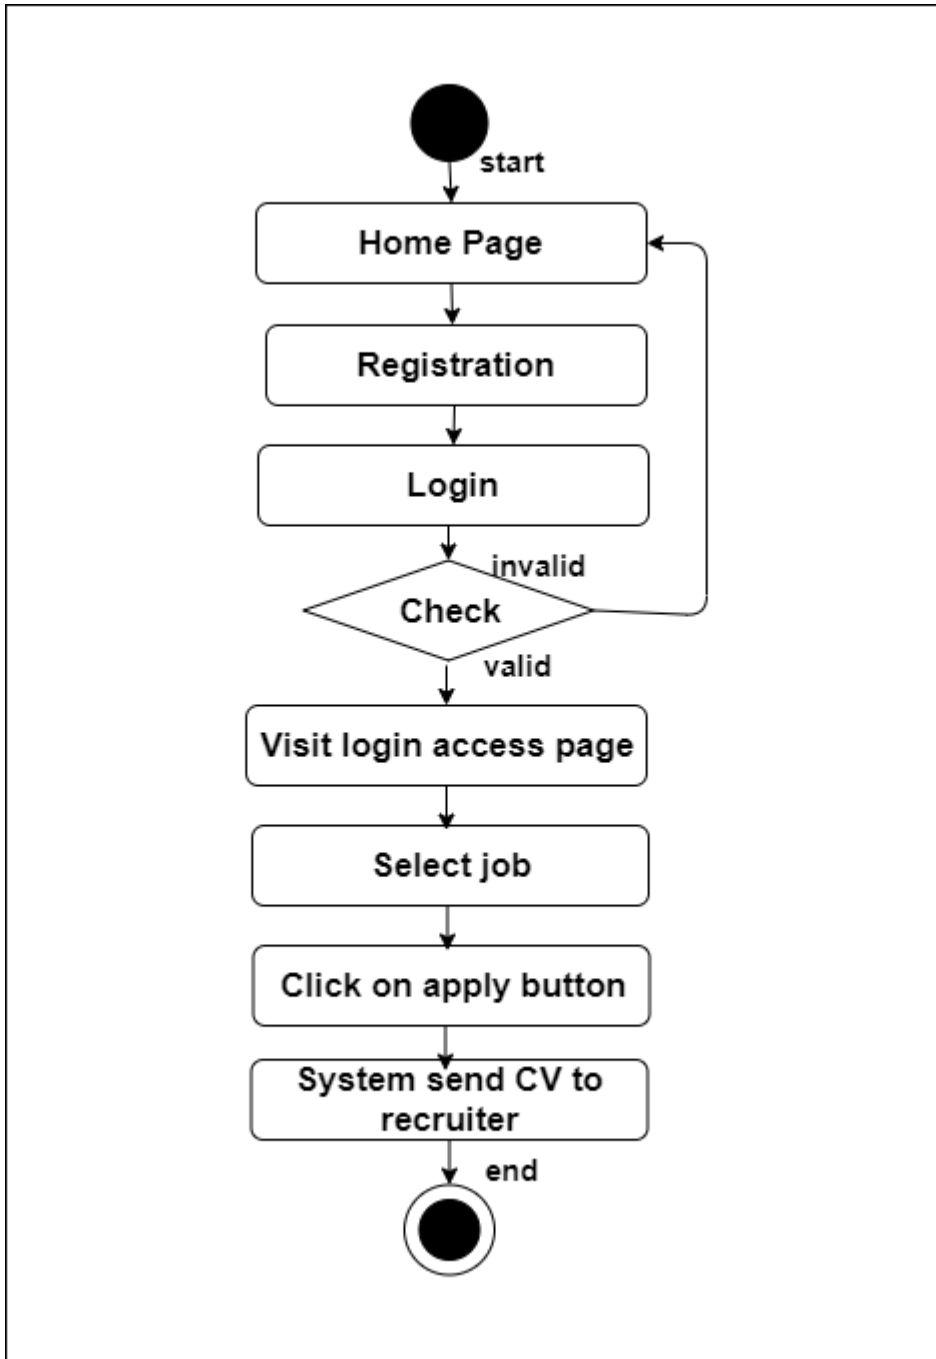 start
Home Page
Registration
Login
invalid
Check
valid
Visit login access page
Select job
Click on apply button
System send CV to
recruiter
end